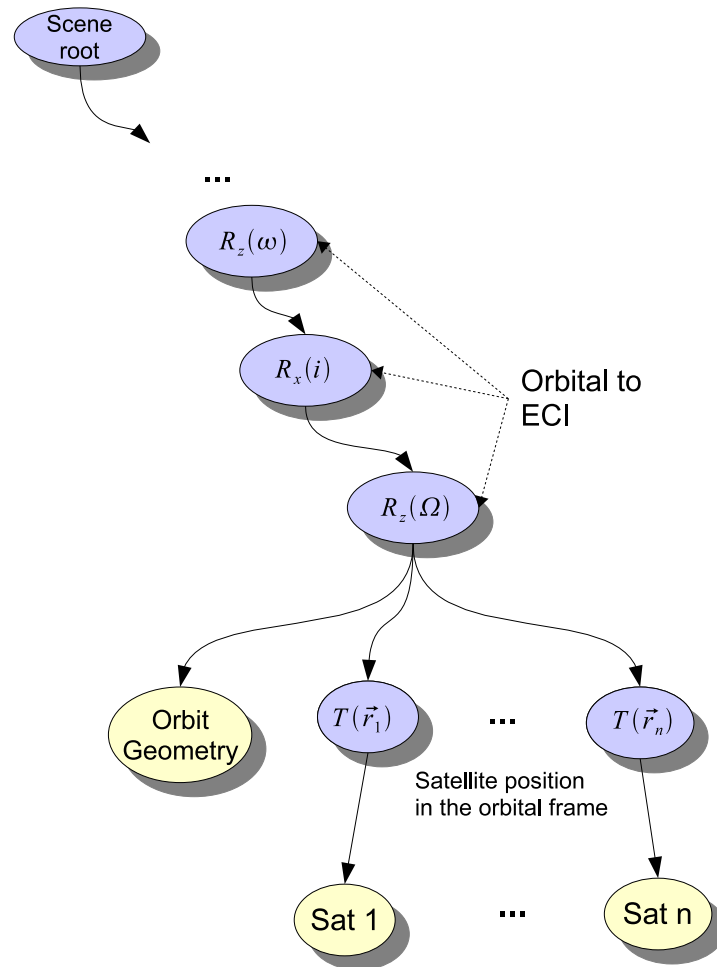 Scene
root
...
R_z(ω)
R_x(i)
Orbital to
ECI
R_z(Ω)
Orbit
Geometry
T(r⃗_1)
...
T(r⃗_n)
Satellite position
in the orbital frame
Sat 1
...
Sat n